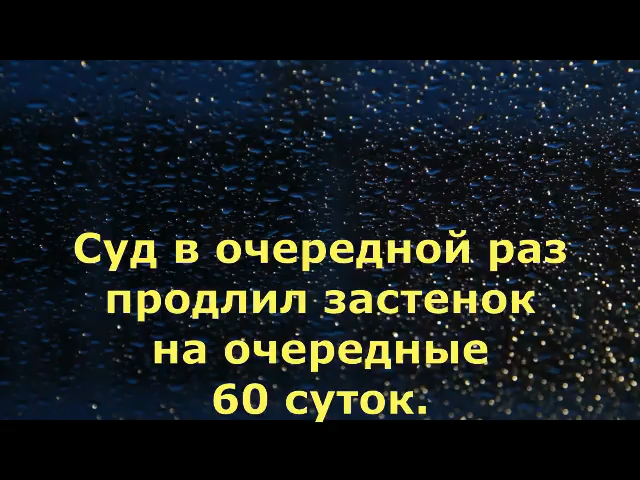 Суд в очередной раз
продлил застенок
на очередные
60 суток.